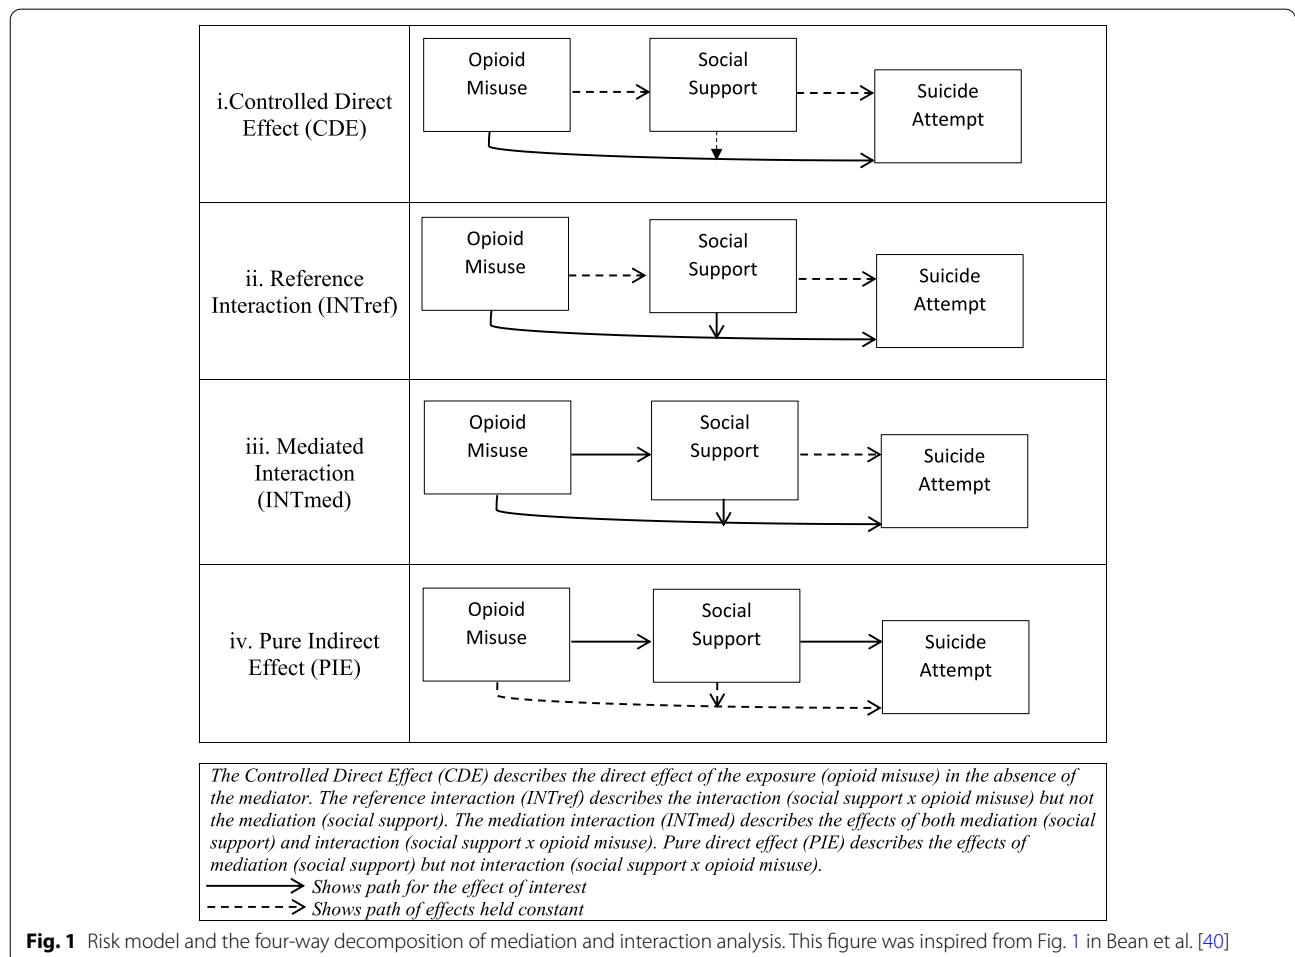 i.Controlled Direct
Effect (CDE)
Opioid
Misuse
Social
Support
Suicide
Attempt
ii. Reference
Interaction (INTref)
Opioid
Misuse
Social
Support
Suicide
Attempt
iii. Mediated
Interaction
(INTmed)
Opioid
Misuse
Social
Support
Suicide
Attempt
iv. Pure Indirect
Effect (PIE)
Opioid
Misuse
Social
Support
Suicide
Attempt
The Controlled Direct Effect (CDE) describes the direct effect of the exposure (opioid misuse) in the absence of
the mediator. The reference interaction (INTref) describes the interaction (social support x opioid misuse) but not
the mediation (social support). The mediation interaction (INTmed) describes the effects of both mediation (social
support) and interaction (social support x opioid misuse). Pure direct effect (PIE) describes the effects of
mediation (social support) but not interaction (social support x opioid misuse).
Shows path for the effect of interest
Shows path of effects held constant
Fig. 1 Risk model and the four-way decomposition of mediation and interaction analysis. This figure was inspired from Fig. 1 in Bean et al. [40]